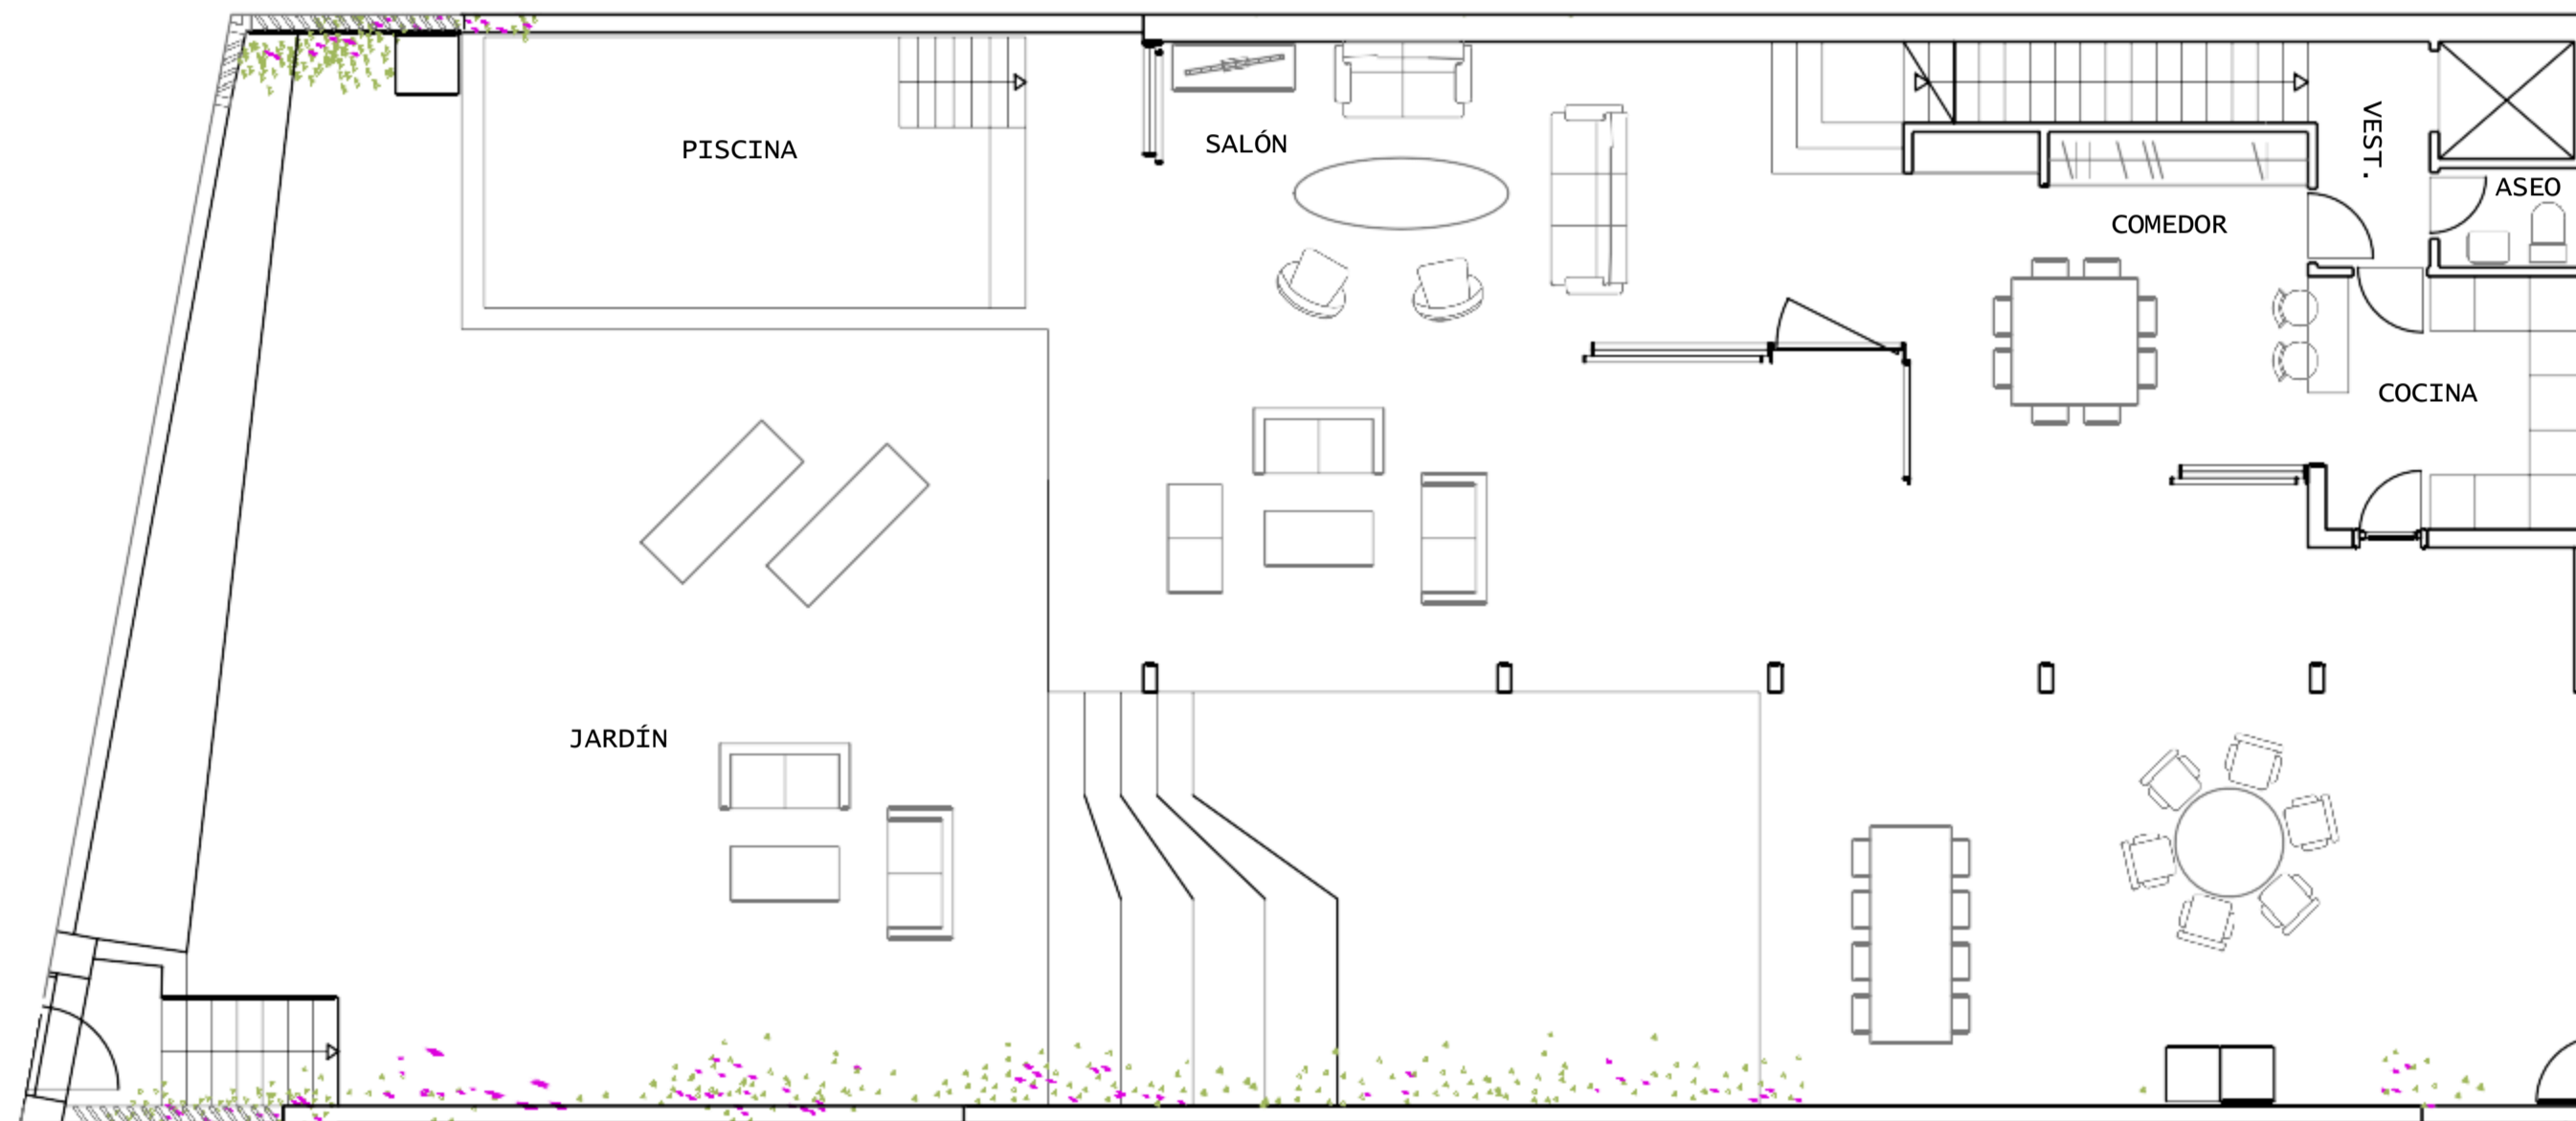 PISCINA
SALÓN
VEST.
ASEO
COMEDOR
COCINA
JARDÍN